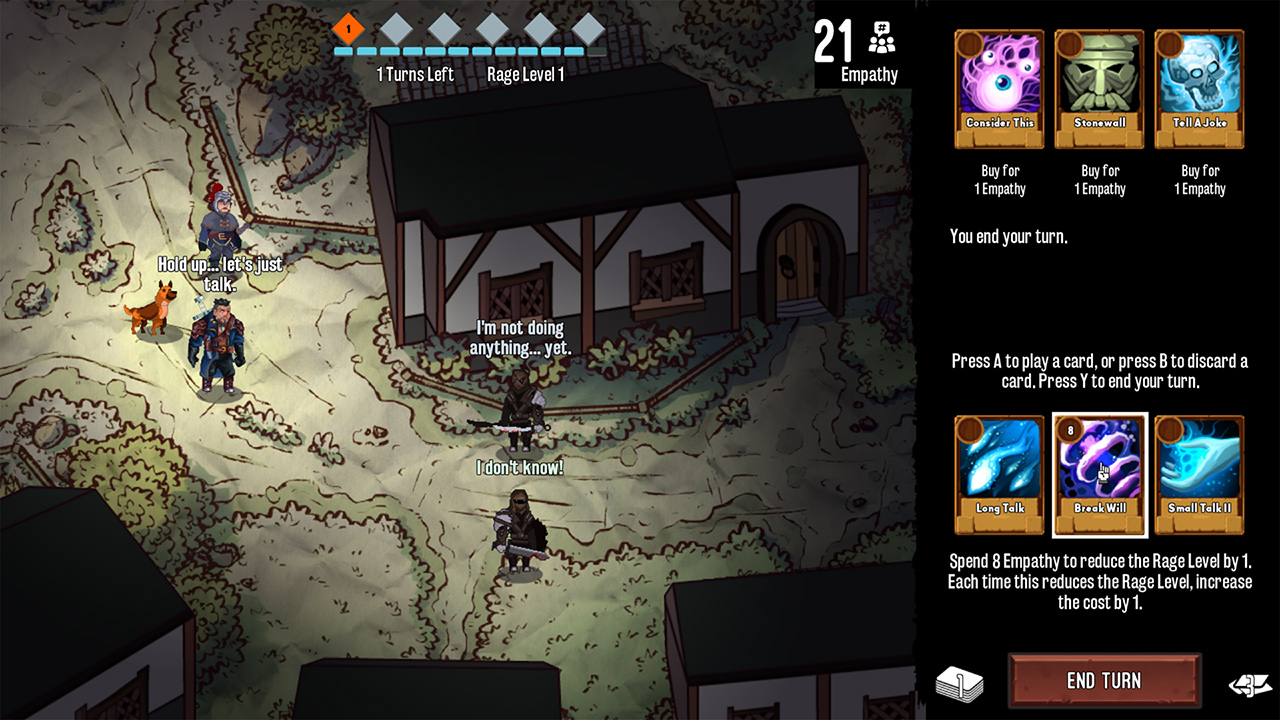 1
1 Turns Left
Rage Level 1
21
Empathy
Consider This
Stonewall
Tell A Joke
Buy for
1 Empathy
Buy for
1 Empathy
Buy for
1 Empathy
You end your turn.
Hold up... let's just
talk.
I'm not doing
anything... yet.
I don't know!
Press A to play a card, or press B to discard a
card. Press Y to end your turn.
8
Long Talk
Break Will
Small Talk II
Spend 8 Empathy to reduce the Rage Level by 1.
Each time this reduces the Rage Level, increase
the cost by 1.
1
END TURN
3